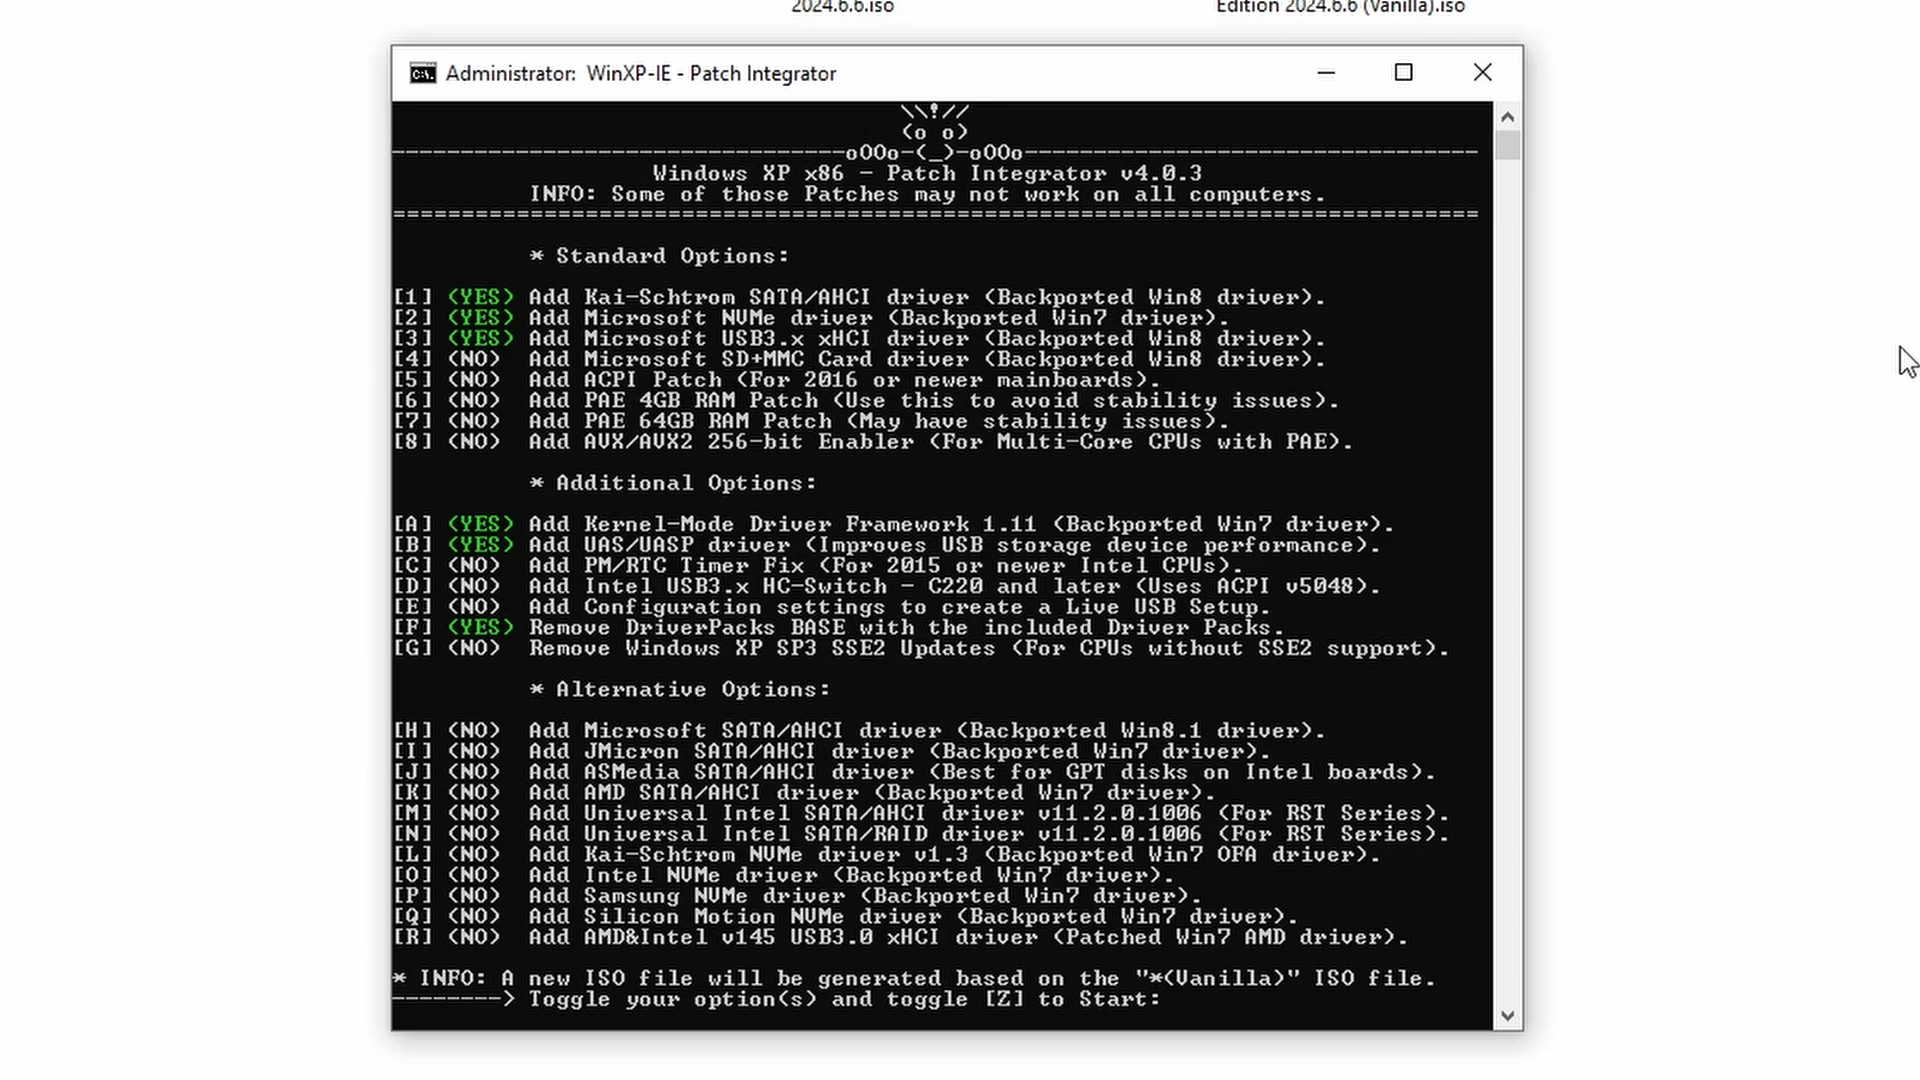 2024.6.6.iso
Edition 2024.6.6 (Vanilla).iso
Administrator:  WinXP-IE - Patch Integrator
\\!//
(o o)
---------------------------------oOOo-(_)-oOOo---------------------------------
Windows XP x86 - Patch Integrator v4.0.3
INFO: Some of those Patches may not work on all computers.
===============================================================================
* Standard Options:
[1] (YES) Add Kai-Schtrom SATA/AHCI driver (Backported Win8 driver).
[2] (YES) Add Microsoft NVMe driver (Backported Win7 driver).
[3] (YES) Add Microsoft USB3.x xHCI driver (Backported Win8 driver).
[4] (NO)  Add Microsoft SD+MMC Card driver (Backported Win8 driver).
[5] (NO)  Add ACPI Patch (For 2016 or newer mainboards).
[6] (NO)  Add PAE 4GB RAM Patch (Use this to avoid stability issues).
[7] (NO)  Add PAE 64GB RAM Patch (May have stability issues).
[8] (NO)  Add AVX/AVX2 256-bit Enabler (For Multi-Core CPUs with PAE).
* Additional Options:
[A] (YES) Add Kernel-Mode Driver Framework 1.11 (Backported Win7 driver).
[B] (YES) Add UAS/UASP driver (Improves USB storage device performance).
[C] (NO)  Add PM/RTC Timer Fix (For 2015 or newer Intel CPUs).
[D] (NO)  Add Intel USB3.x HC-Switch - C220 and later (Uses ACPI v5048).
[E] (NO)  Add Configuration settings to create a Live USB Setup.
[F] (YES) Remove DriverPacks BASE with the included Driver Packs.
[G] (NO)  Remove Windows XP SP3 SSE2 Updates (For CPUs without SSE2 support).
* Alternative Options:
[H] (NO)  Add Microsoft SATA/AHCI driver (Backported Win8.1 driver).
[I] (NO)  Add JMicron SATA/AHCI driver (Backported Win7 driver).
[J] (NO)  Add ASMedia SATA/AHCI driver (Best for GPT disks on Intel boards).
[K] (NO)  Add AMD SATA/AHCI driver (Backported Win7 driver).
[M] (NO)  Add Universal Intel SATA/AHCI driver v11.2.0.1006 (For RST Series).
[N] (NO)  Add Universal Intel SATA/RAID driver v11.2.0.1006 (For RST Series).
[L] (NO)  Add Kai-Schtrom NVMe driver v1.3 (Backported Win7 OFA driver).
[O] (NO)  Add Intel NVMe driver (Backported Win7 driver).
[P] (NO)  Add Samsung NVMe driver (Backported Win7 driver).
[Q] (NO)  Add Silicon Motion NVMe driver (Backported Win7 driver).
[R] (NO)  Add AMD&Intel v145 USB3.0 xHCI driver (Patched Win7 AMD driver).
* INFO: A new ISO file will be generated based on the "*(Vanilla)" ISO file.
--------> Toggle your option(s) and toggle [Z] to Start: